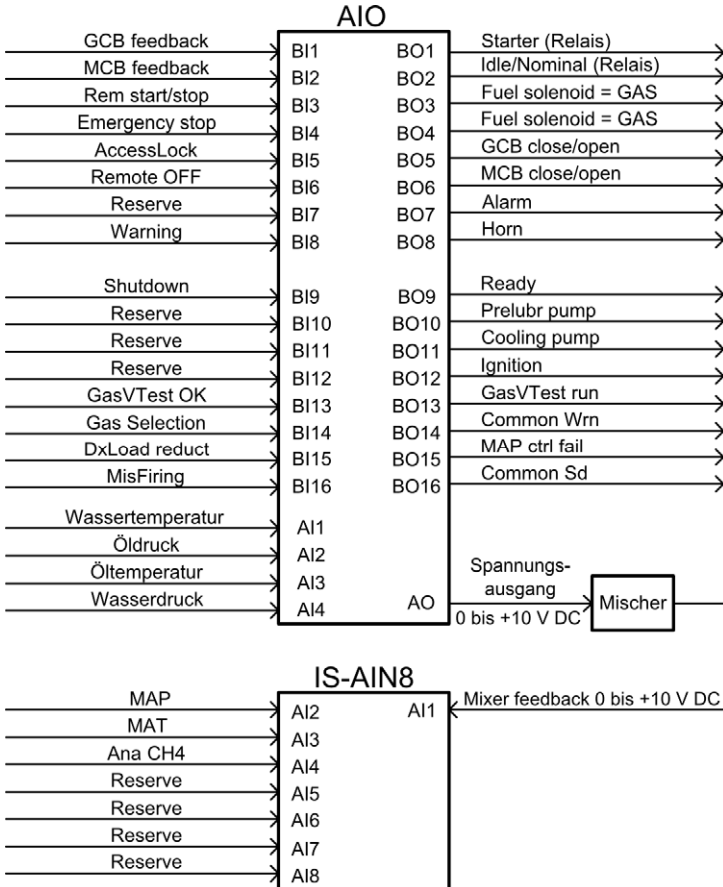 AIO
GCB feedback BI1 BO1 Starter (Relais)
MCB feedback BI2 BO2 Idle/Nominal (Relais)
Rem start/stop BI3 BO3 Fuel solenoid = GAS
Emergency stop BI4 BO4 Fuel solenoid = GAS
AccessLock BI5 BO5 GCB close/open
Remote OFF BI6 BO6 MCB close/open
Reserve BI7 BO7 Alarm
Warning BI8 BO8 Horn
Shutdown BI9 BO9 Ready
Reserve BI10 BO10 Prelubr pump
Reserve BI11 BO11 Cooling pump
Reserve BI12 BO12 Ignition
GasVTest OK BI13 BO13 GasVTest run
Gas Selection BI14 BO14 Common Wrn
DxLoad reduct BI15 BO15 MAP ctrl fail
MisFiring BI16 BO16 Common Sd
Wassertemperatur AI1
Öldruck AI2
Öltemperatur AI3
Wasserdruck AI4
AO
Spannungs-
ausgang
0 bis +10 V DC
Mischer
IS-AIN8
MAP AI2 AI1 Mixer feedback 0 bis +10 V DC
MAT AI3
Ana CH4 AI4
Reserve AI5
Reserve AI6
Reserve AI7
Reserve AI8